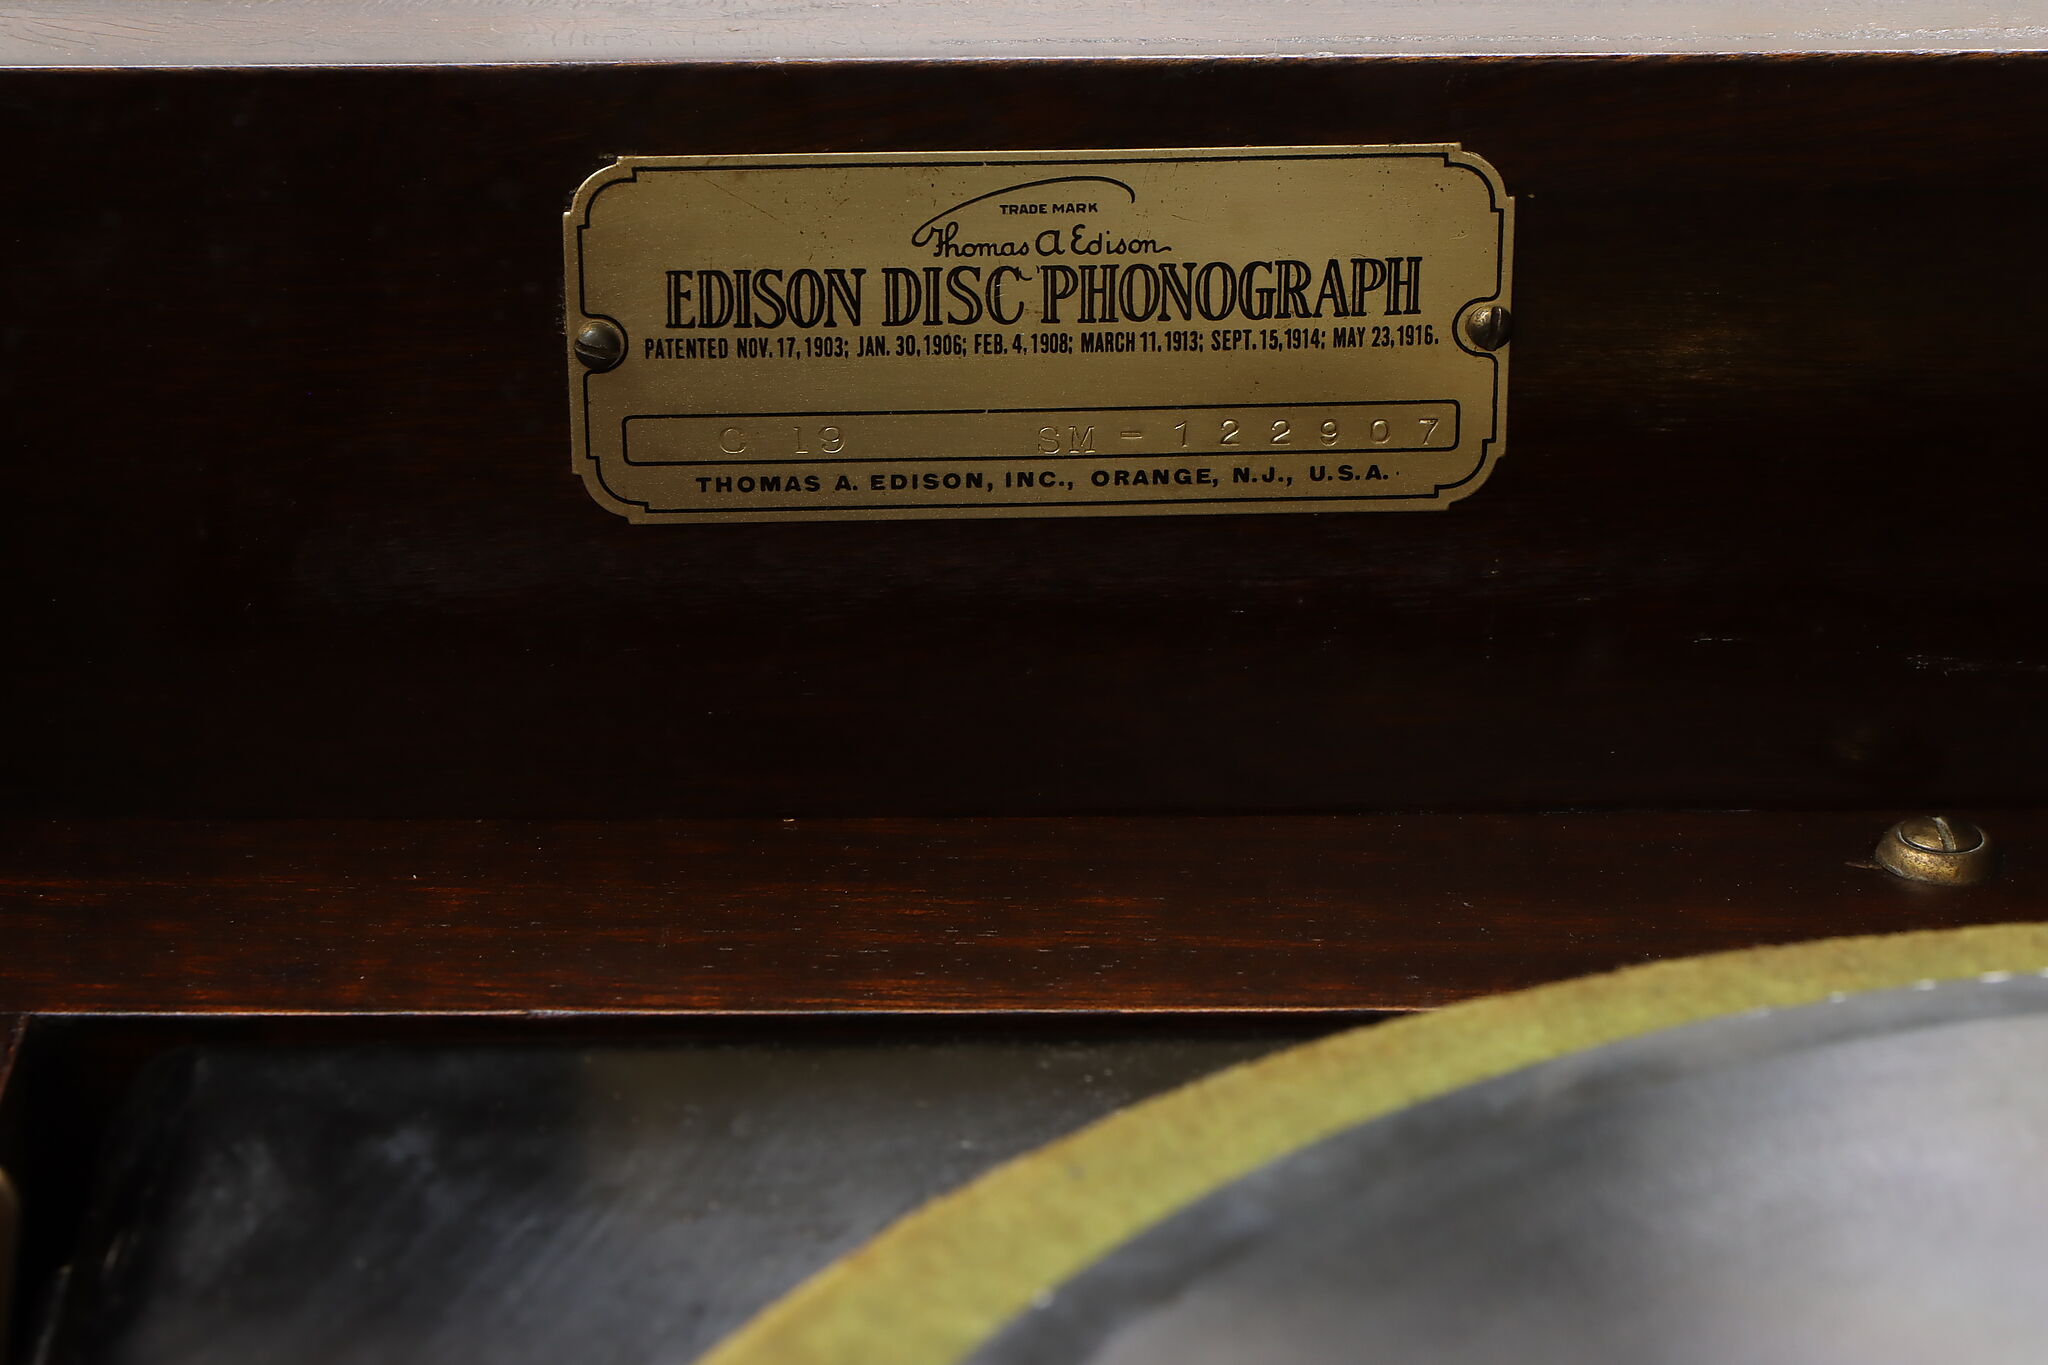 TRADE MARK
Thomas A Edison
EDISON DISC PHONOGRAPH
PATENTED NOV. 17, 1903; JAN. 30, 1906; FEB. 4, 1908; MARCH 11, 1913; SEPT. 15, 1914; MAY 23, 1916.
C 19 SM - 122907
THOMAS A. EDISON, INC., ORANGE, N.J., U.S.A.